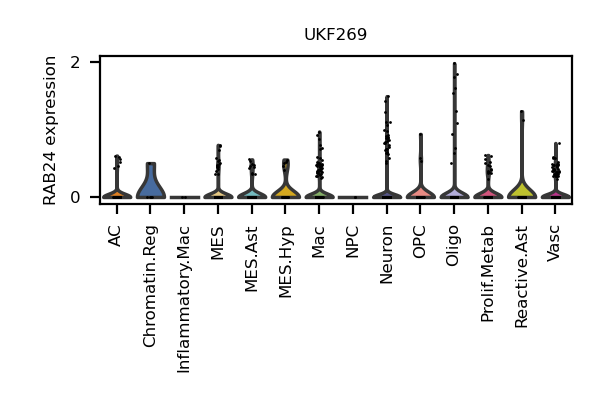 UKF269
RAB24 expression
2
0
AC
Chromatin.Reg
Inflammatory.Mac
MES
MES.Ast
MES.Hyp
Mac
NPC
Neuron
OPC
Oligo
Prolif.Metab
Reactive.Ast
Vasc